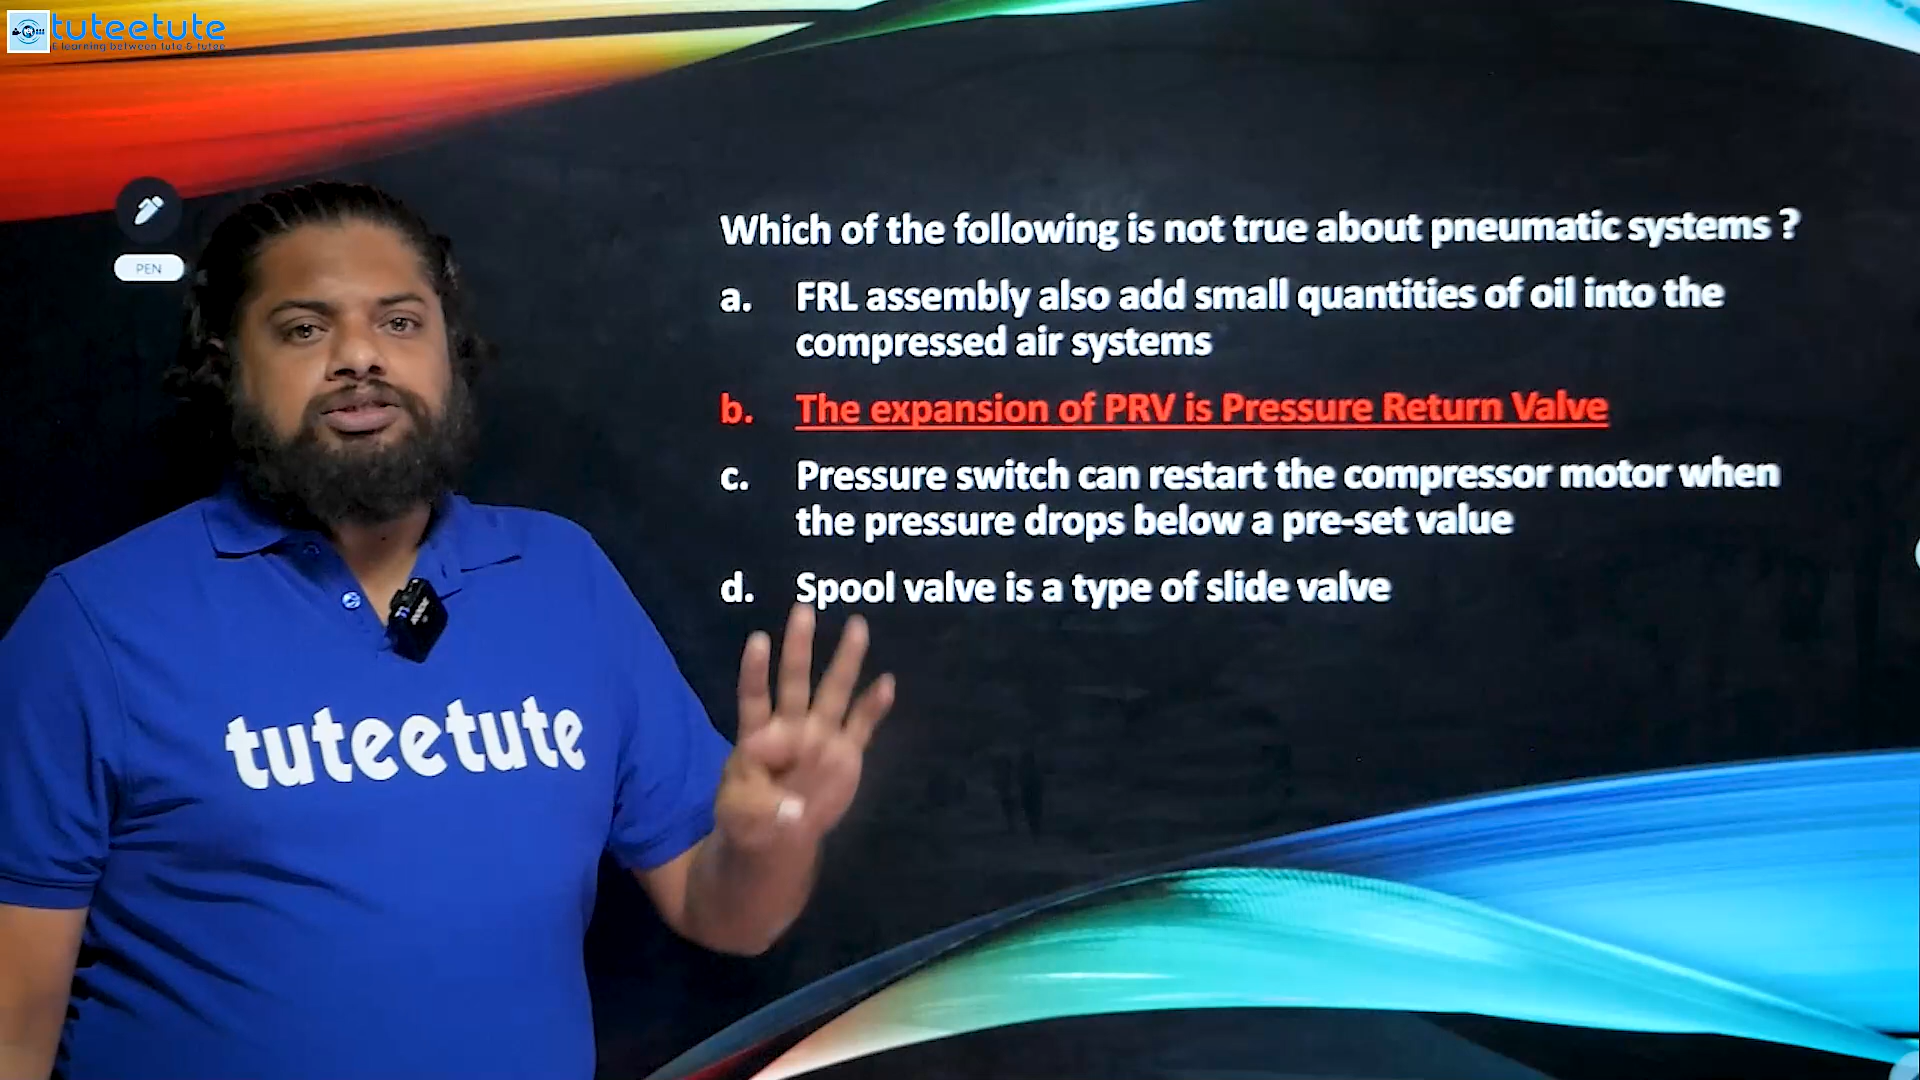 tuteetute
E learning between tute & tutee
PEN
Which of the following is not true about pneumatic systems ?
a. FRL assembly also add small quantities of oil into the
compressed air systems
b. The expansion of PRV is Pressure Return Valve
c. Pressure switch can restart the compressor motor when
the pressure drops below a pre-set value
d. Spool valve is a type of slide valve
tuteetute